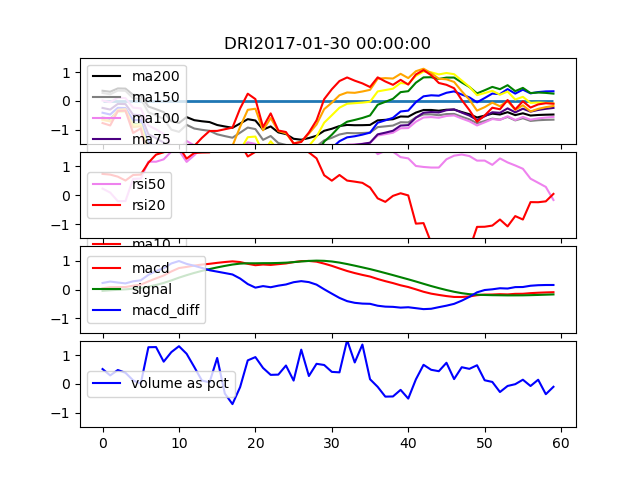 DRI2017-01-30 00:00:00
1
0
−1
ma200
ma150
ma100
ma75
1
0
−1
rsi50
rsi20
ma10
1
0
−1
macd
signal
macd_diff
1
0
−1
volume as pct
0 10 20 30 40 50 60